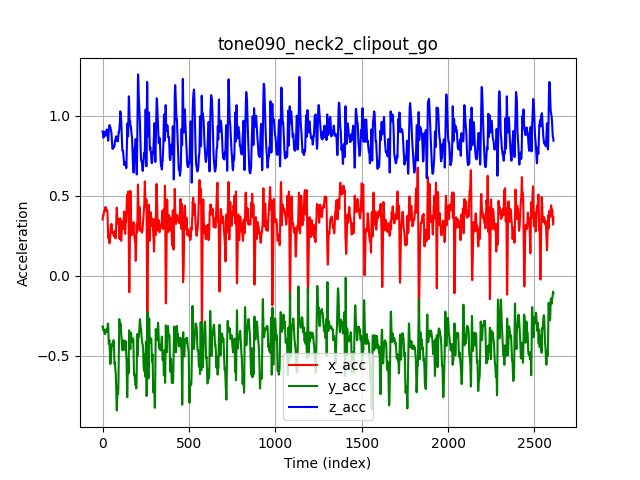 tone090_neck2_clipout_go
1.0
0.5
0.0
−0.5
Acceleration
x_acc
y_acc
z_acc
0
500
1000
1500
2000
2500
Time (index)